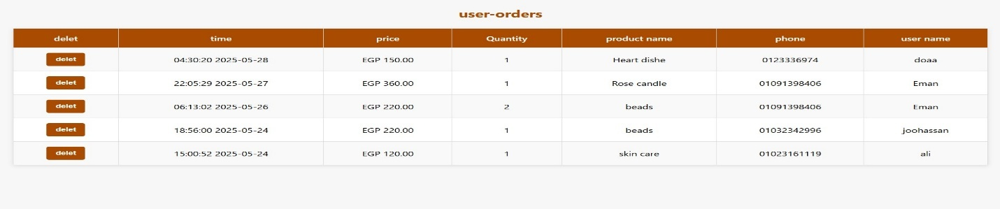 user-orders
delet time price Quantity product name phone user name
delet 04:30:20 2025-05-28 EGP 150.00 1 Heart dishe 0123336974 doaa
delet 22:05:29 2025-05-27 EGP 360.00 1 Rose candle 01091398406 Eman
delet 06:13:02 2025-05-26 EGP 220.00 2 beads 01091398406 Eman
delet 18:56:00 2025-05-24 EGP 220.00 1 beads 01032342996 joohassan
delet 15:00:52 2025-05-24 EGP 120.00 1 skin care 01023161119 ali